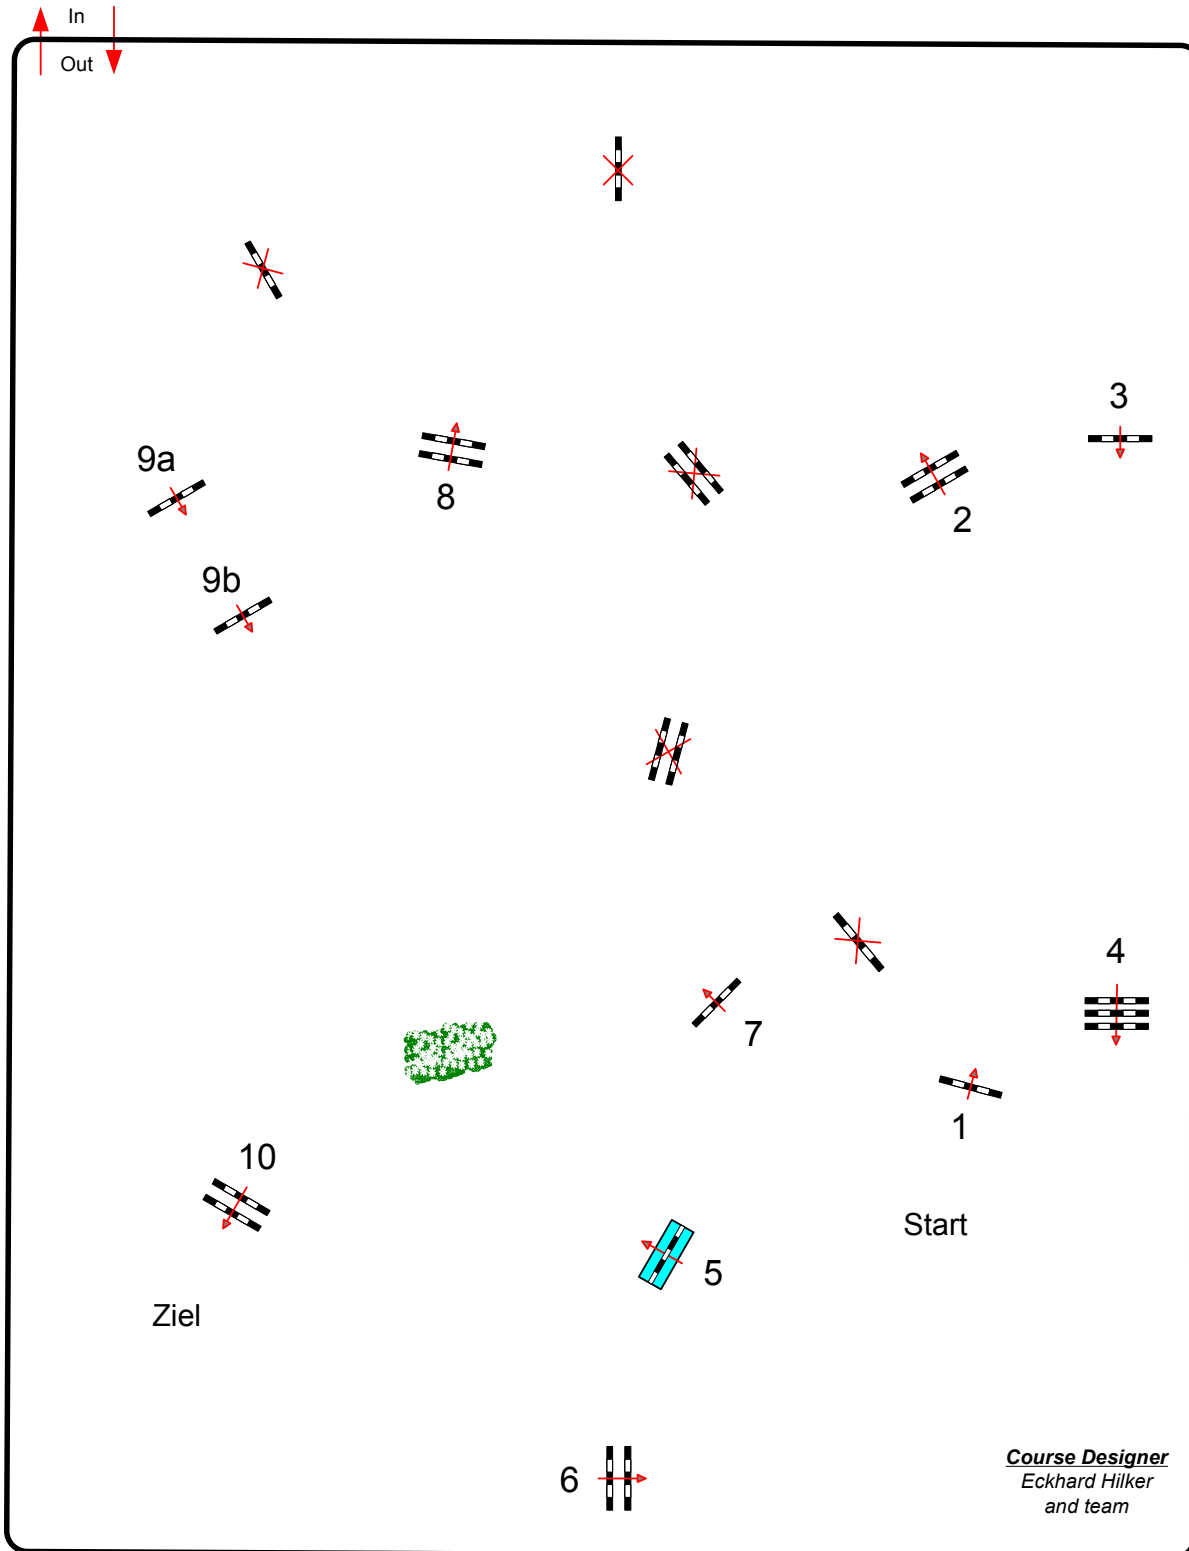 In
Out
3
9a
8
2
9b
4
7
1
10
Start
5
Ziel
6
Course Designer
Eckhard Hilker
and team